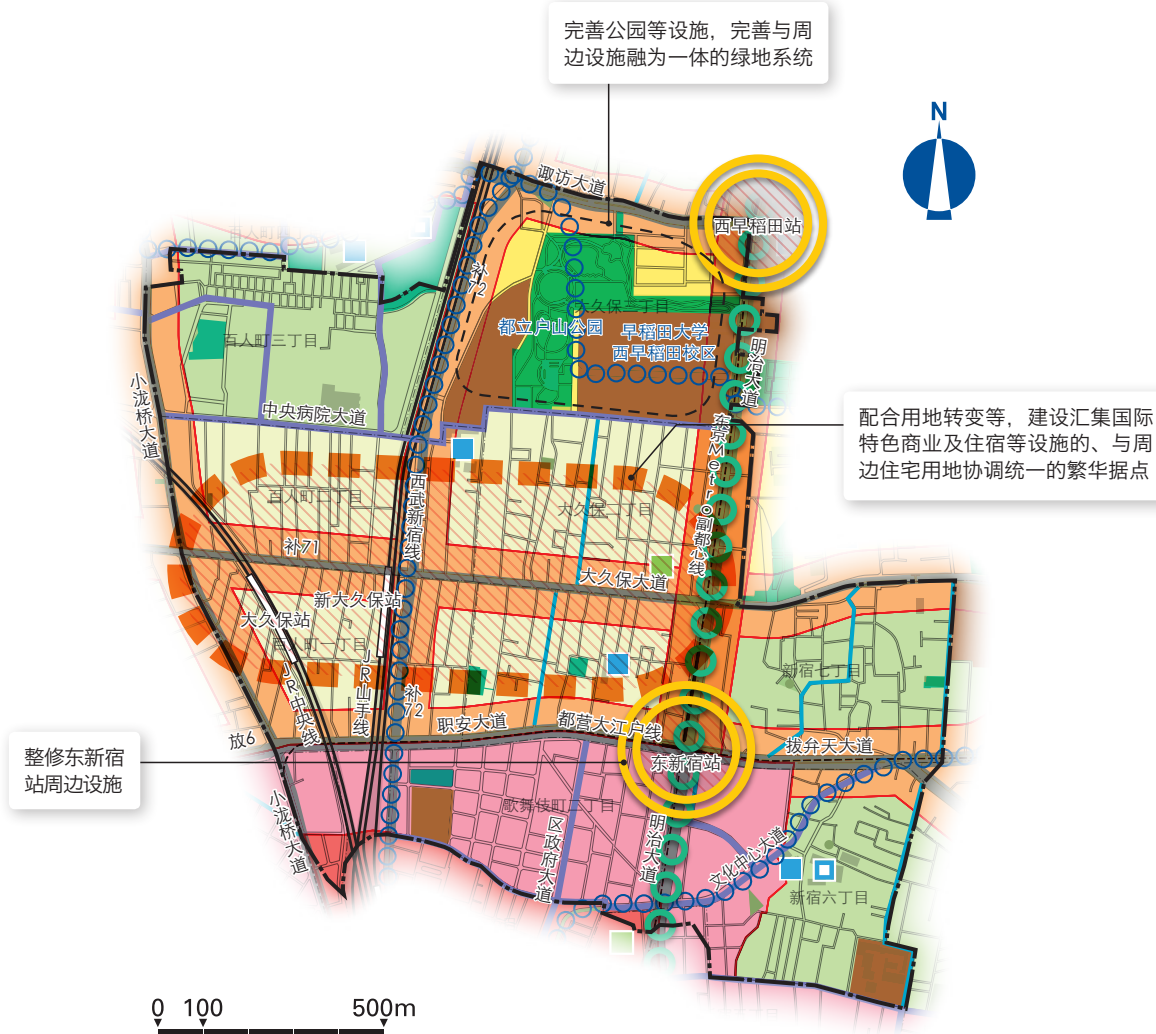 完善公园等设施，完善与周
边设施融为一体的绿地系统
N
诹访大道
西早稻田站
补72
大久保三丁目
都立户山公园
早稻田大学
西早稻田校区
明治大道
百人町三丁目
小泷桥大道
中央病院大道
东京Metro副都心线
配合用地转变等，建设汇集国际
特色商业及住宿等设施的、与周
边住宅用地协调统一的繁华据点
西武新宿线
百人町二丁目
大久保二丁目
补71
大久保大道
新大久保站
大久保站
百人町一丁目
JR中央线
JR山手线
补72
新宿七丁目
放6
职安大道
都营大江户线
拔弁天大道
整修东新宿
站周边设施
东新宿站
小泷桥大道
歌舞伎町二丁目
区政府大道
明治大道
文化中心大道
新宿六丁目
0 100 500m